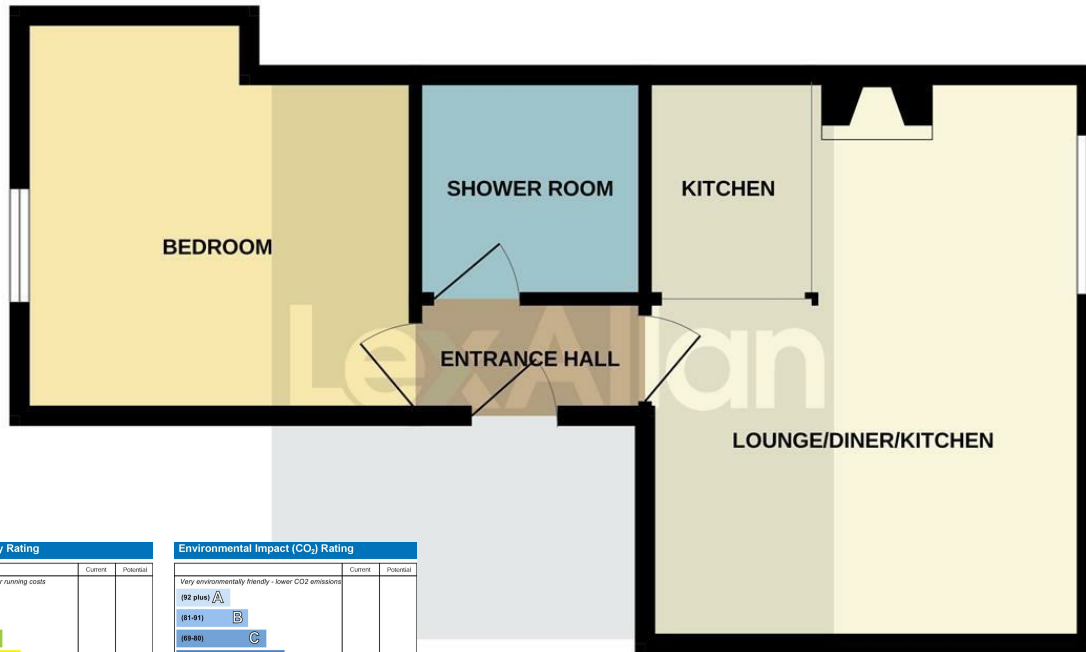 SHOWER ROOM
KITCHEN
BEDROOM
LexAllan
ENTRANCE HALL
LOUNGE/DINER/KITCHEN
Rating
Current Potential
running costs
Environmental Impact (CO₂) Rating
Current Potential
Very environmentally friendly - lower CO2 emissions
(92 plus) A
(81-91) B
(69-80) C